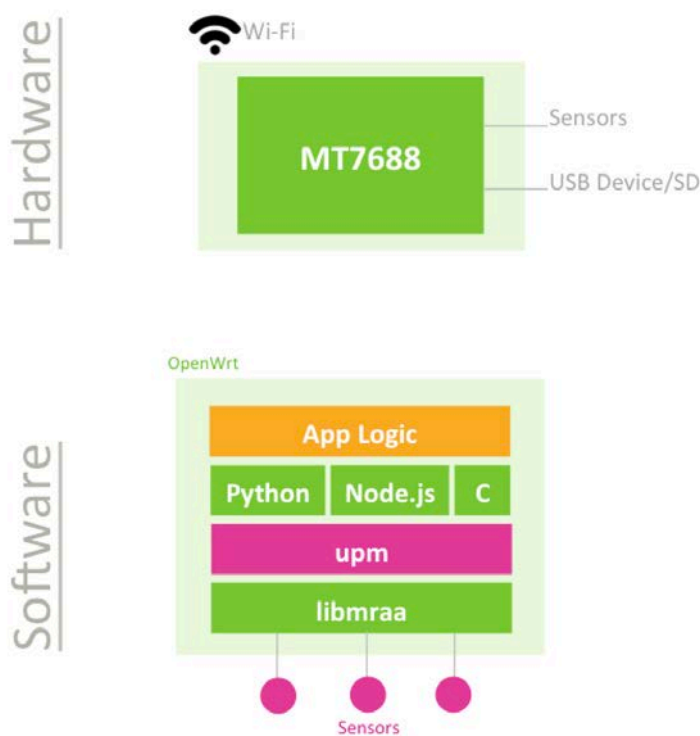 Hardware
Wi-Fi
MT7688
Sensors
USB Device/SD
Software
OpenWrt
App Logic
Python Node.js C
upm
libmraa
Sensors